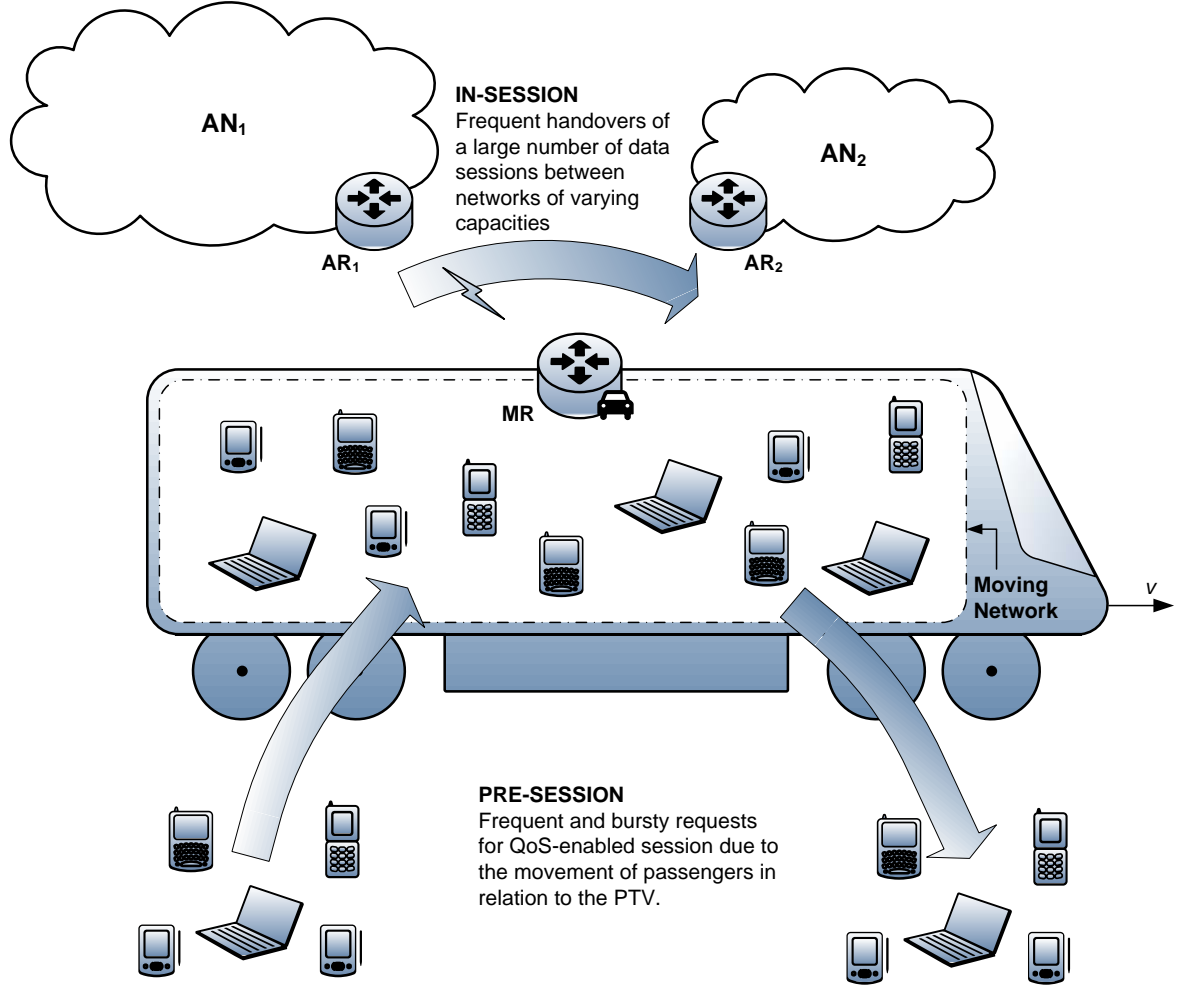 AN1
IN-SESSION
Frequent handovers of
a large number of data
sessions between
networks of varying
capacities
AN2
AR1
AR2
MR
Moving
Network
v
PRE-SESSION
Frequent and bursty requests
for QoS-enabled session due to
the movement of passengers in
relation to the PTV.